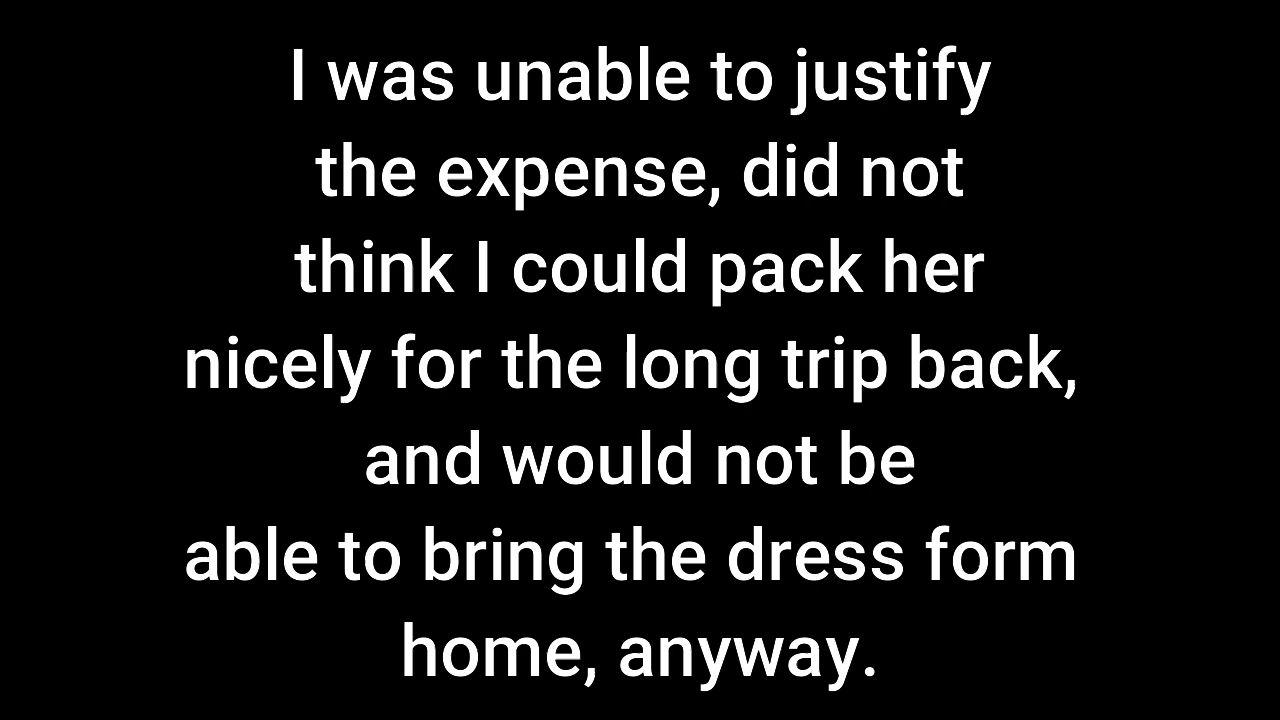 I was unable to justify
the expense, did not
think I could pack her
nicely for the long trip back,
and would not be
able to bring the dress form
home, anyway.